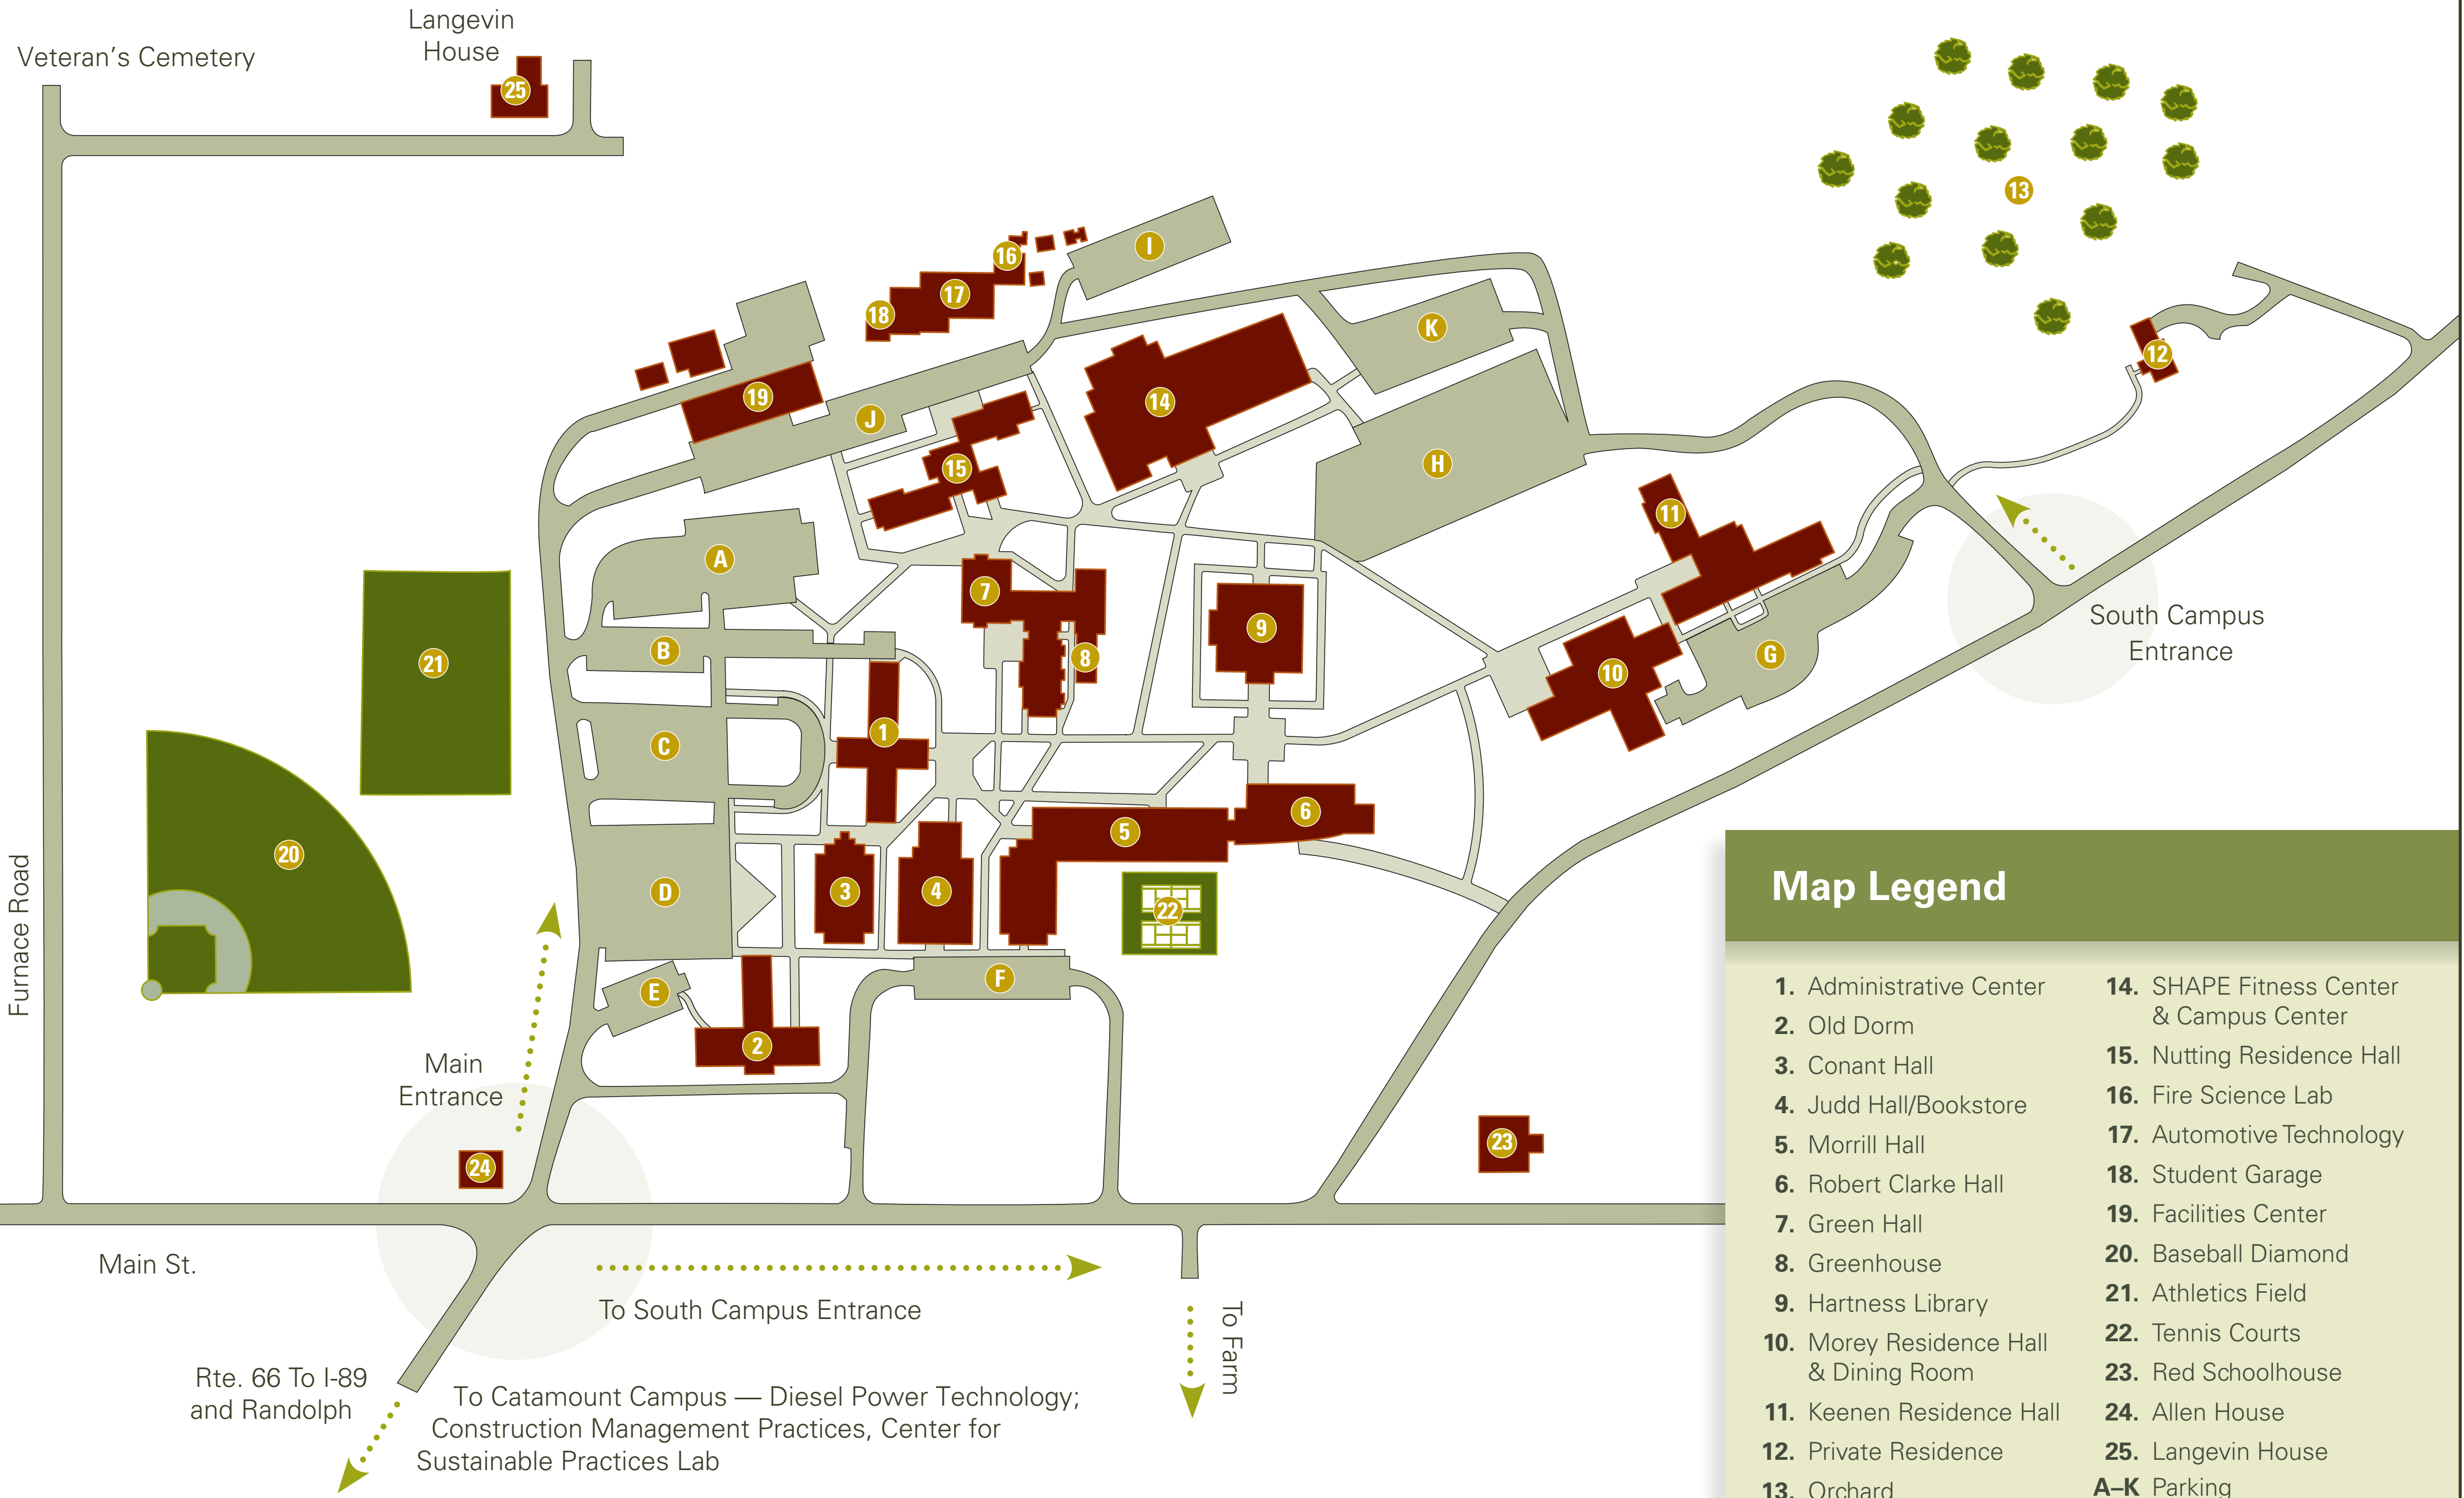 Langevin
House
Veteran's Cemetery
25
13
16
I
17
18
K
12
19
J
14
15
H
11
A
7
9
8
B
21
10
G
South Campus
Entrance
1
C
6
5
20
3
4
D
22
Furnace Road
F
E
2
Main
Entrance
23
24
Main St.
To South Campus Entrance
To Farm
Rte. 66 To I-89
and Randolph
To Catamount Campus — Diesel Power Technology;
Construction Management Practices, Center for
Sustainable Practices Lab
Map Legend
1. Administrative Center
2. Old Dorm
3. Conant Hall
4. Judd Hall/Bookstore
5. Morrill Hall
6. Robert Clarke Hall
7. Green Hall
8. Greenhouse
9. Hartness Library
10. Morey Residence Hall
& Dining Room
11. Keenen Residence Hall
12. Private Residence
13. Orchard
14. SHAPE Fitness Center
& Campus Center
15. Nutting Residence Hall
16. Fire Science Lab
17. Automotive Technology
18. Student Garage
19. Facilities Center
20. Baseball Diamond
21. Athletics Field
22. Tennis Courts
23. Red Schoolhouse
24. Allen House
25. Langevin House
A–K Parking